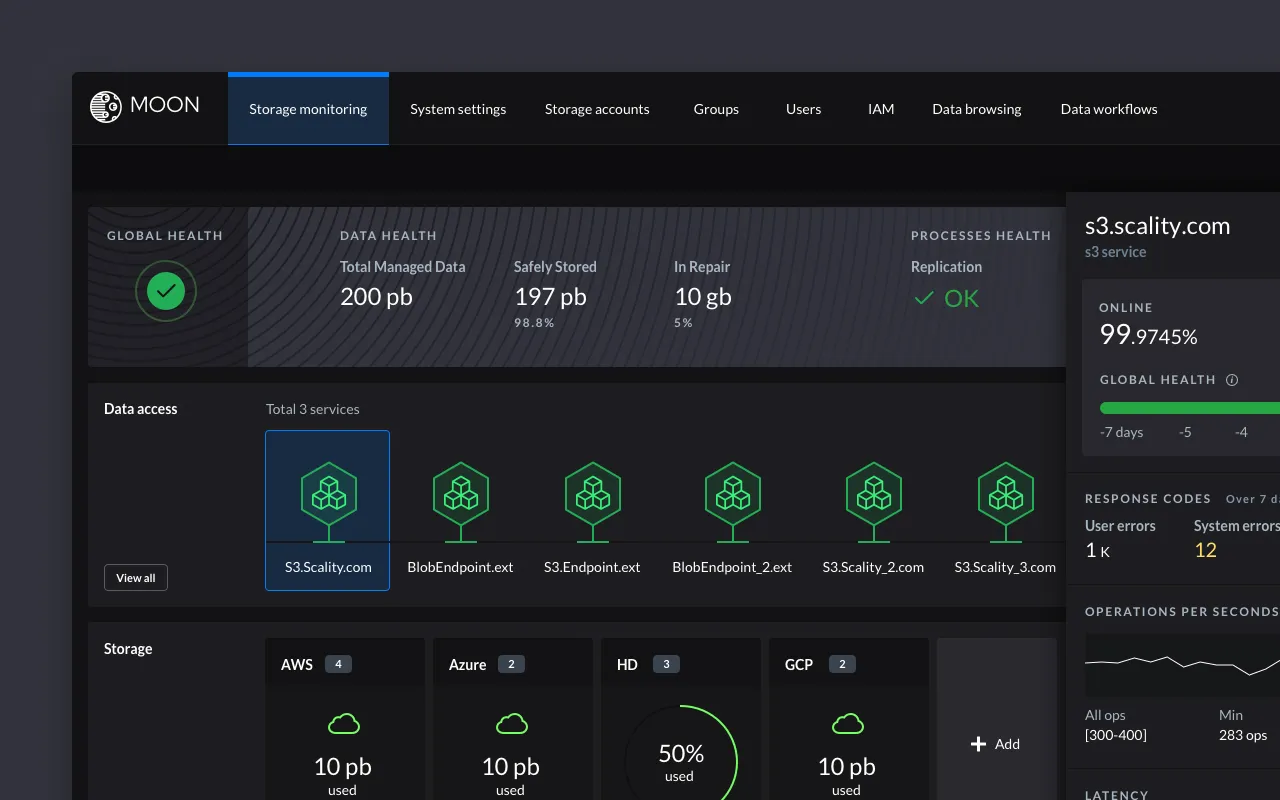 MOON
Storage monitoring
System settings
Storage accounts
Groups
Users
IAM
Data browsing
Data workflows
GLOBAL HEALTH
DATA HEALTH
Total Managed Data
200 pb
Safely Stored
197 pb
98.8%
In Repair
10 gb
5%
PROCESSES HEALTH
Replication
OK
Data access
Total 3 services
View all
S3.Scality.com
BlobEndpoint.ext
S3.Endpoint.ext
BlobEndpoint_2.ext
S3.Scality_2.com
S3.Scality_3.com
Storage
AWS 4
10 pb
used
Azure 2
10 pb
used
HD 3
50%
used
GCP 2
10 pb
used
Add
s3.scality.com
s3 service
ONLINE
99.9745%
GLOBAL HEALTH
-7 days -5 -4
RESPONSE CODES Over 7 da
User errors
1 K
System errors
12
OPERATIONS PER SECONDS
All ops
[300-400]
Min
283 ops
LATENCY